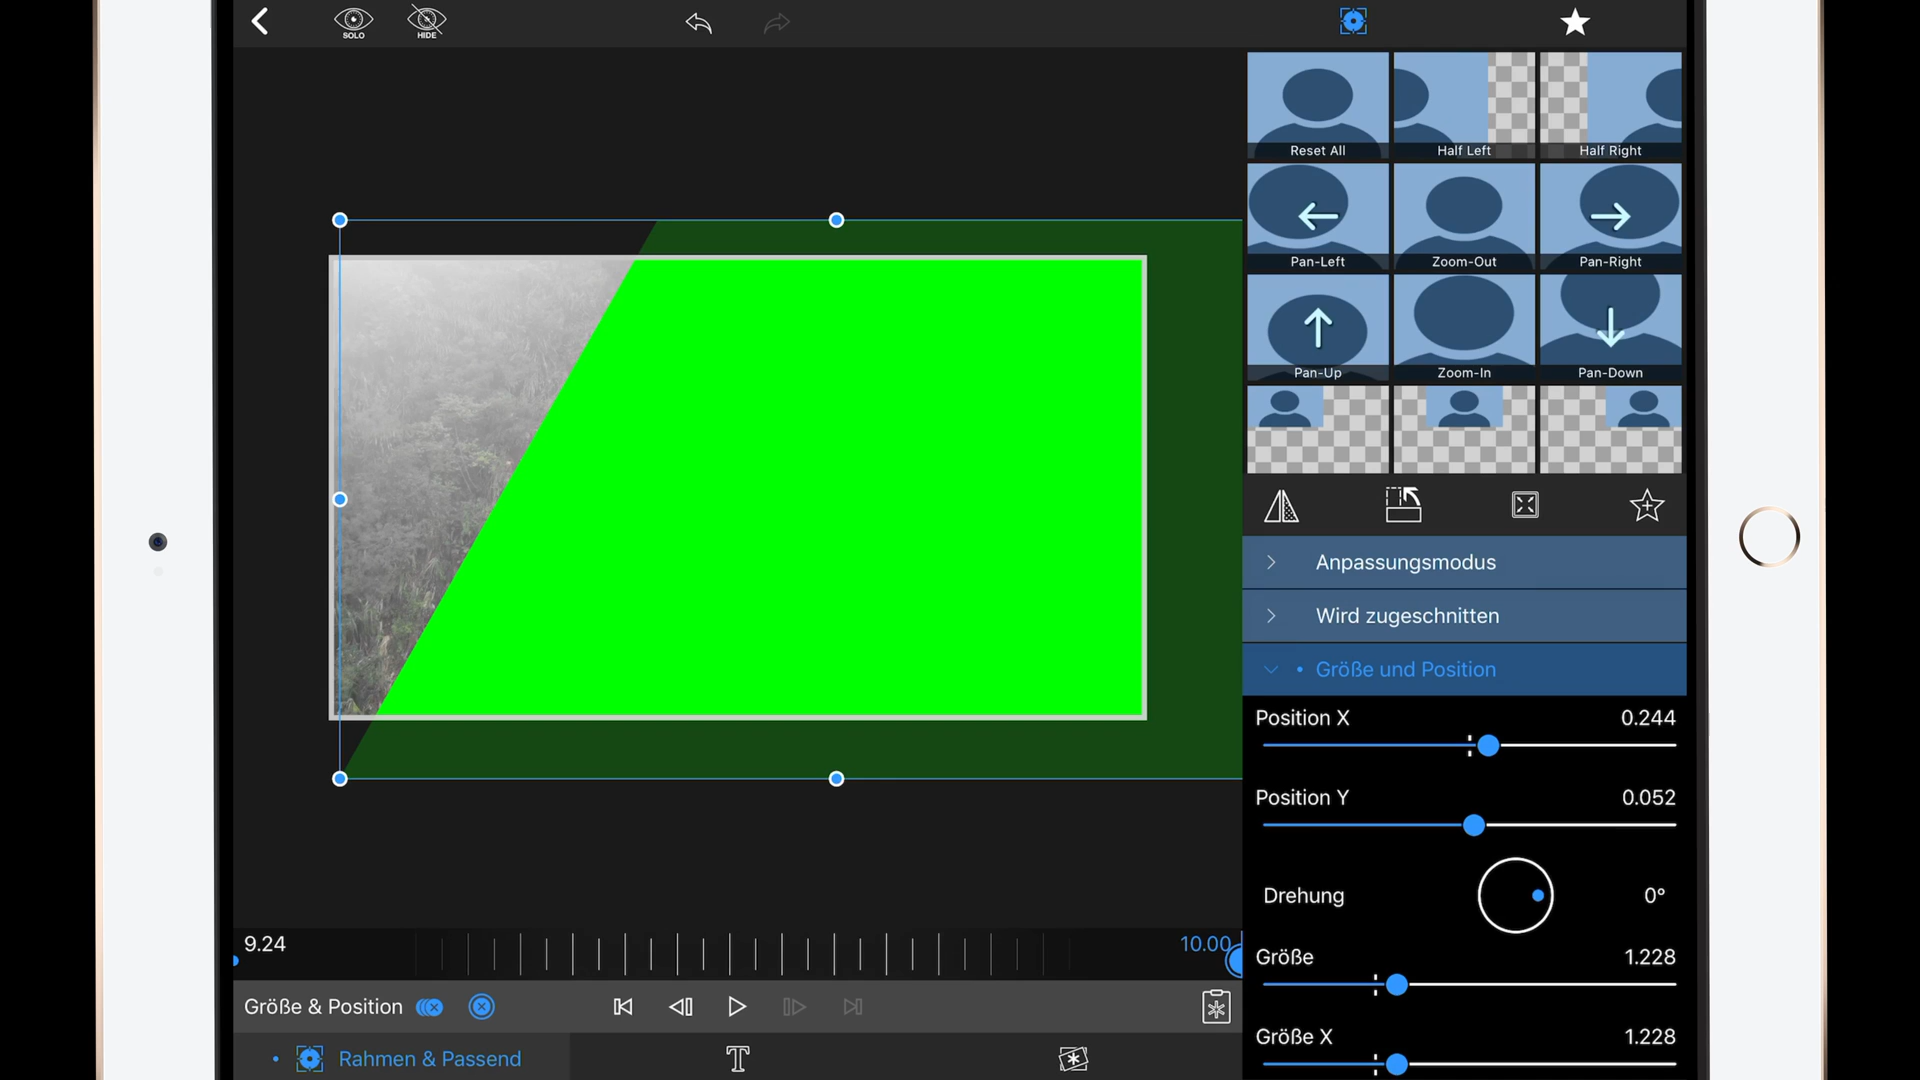 SOLO
HIDE
Reset All
Half Left
Half Right
Pan-Left
Zoom-Out
Pan-Right
Pan-Up
Zoom-In
Pan-Down
Anpassungsmodus
Wird zugeschnitten
• Größe und Position
Position X 0.244
Position Y 0.052
Drehung 0°
Größe 1.228
Größe X 1.228
9.24
10.00
Größe & Position
• Rahmen & Passend